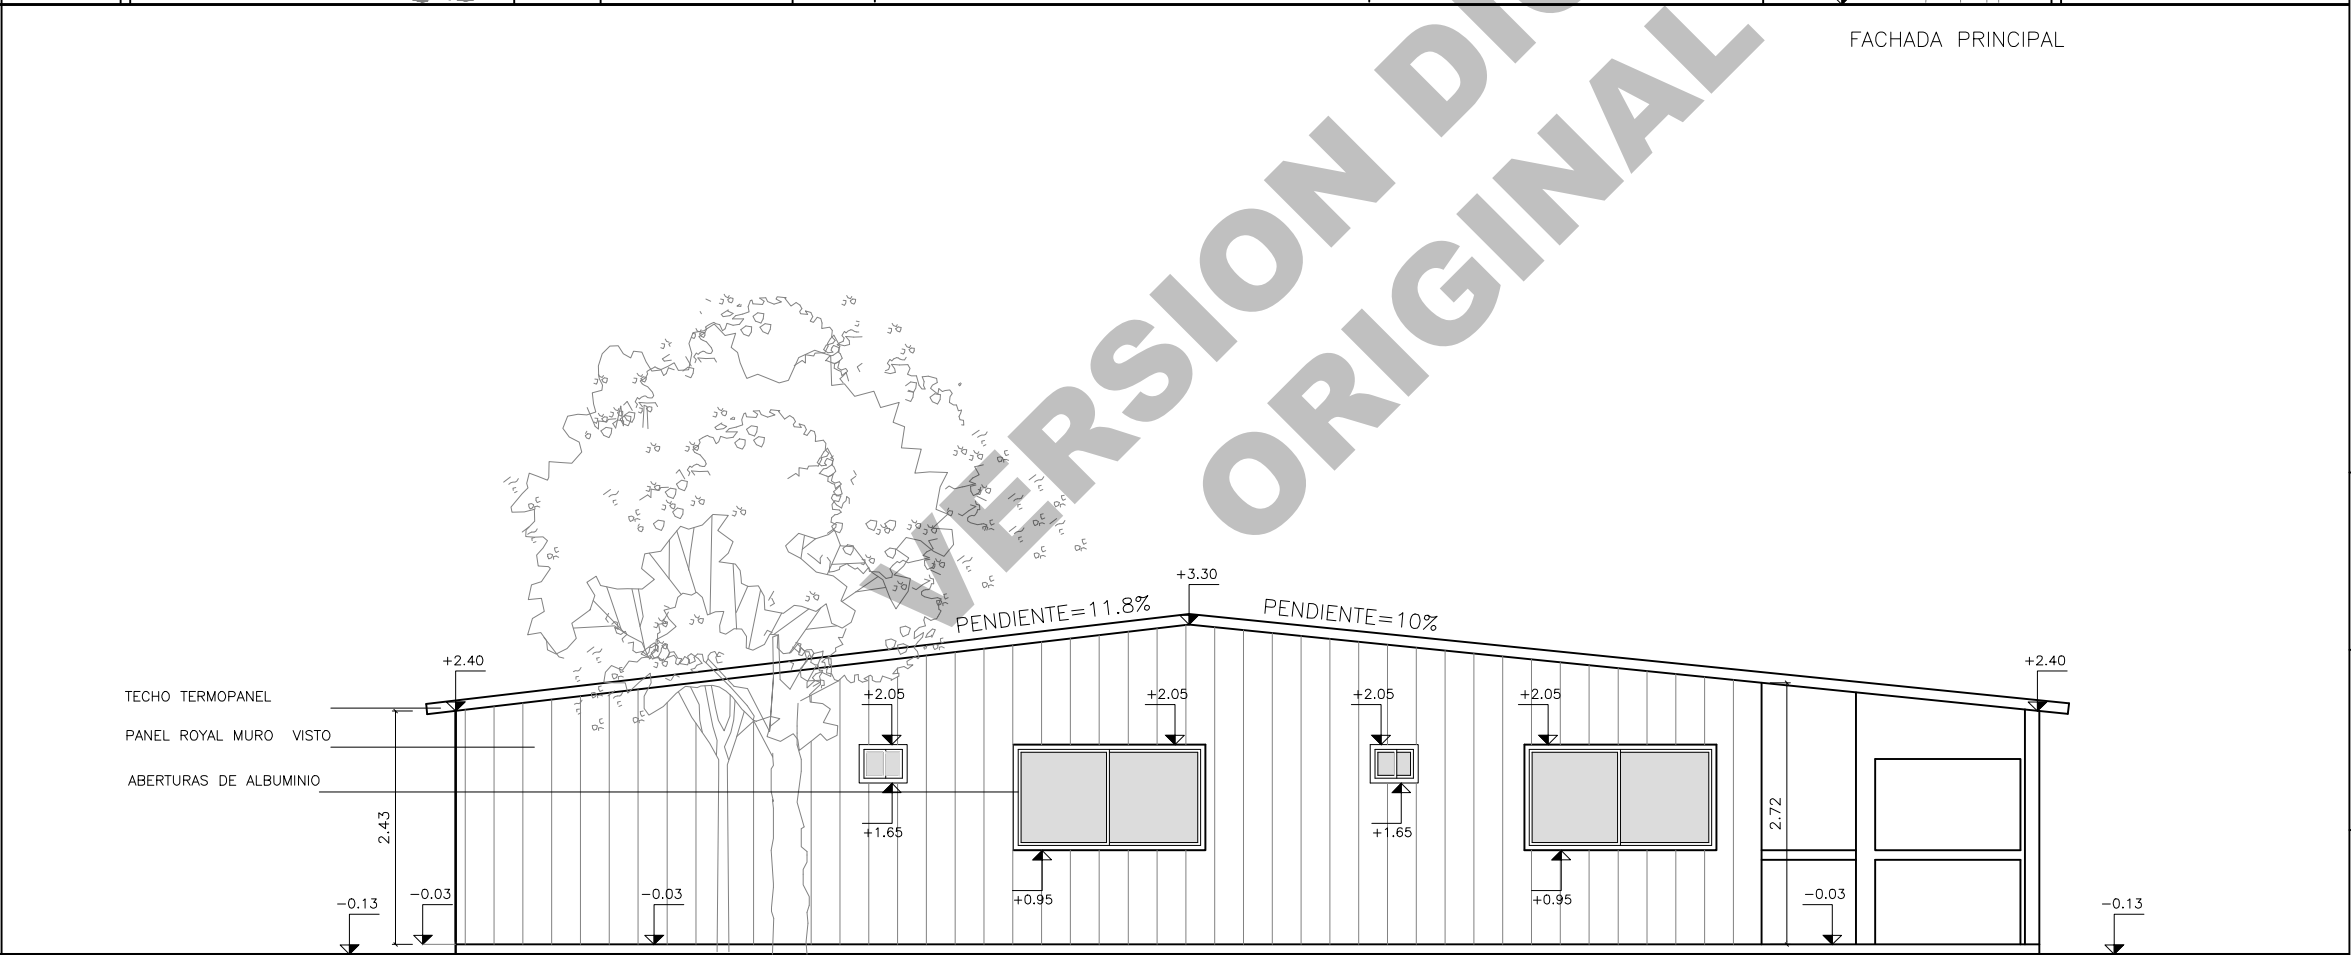 FACHADA PRINCIPAL
VERSION DIG
ORIGINAL
+3.30
PENDIENTE=11.8%
PENDIENTE=10%
+2.40
+2.40
TECHO TERMOPANEL
+2.05
+2.05
+2.05
+2.05
PANEL ROYAL MURO VISTO
ABERTURAS DE ALBUMINIO
2.43
+1.65
+1.65
2.72
-0.13
-0.03
-0.03
+0.95
+0.95
-0.03
-0.13